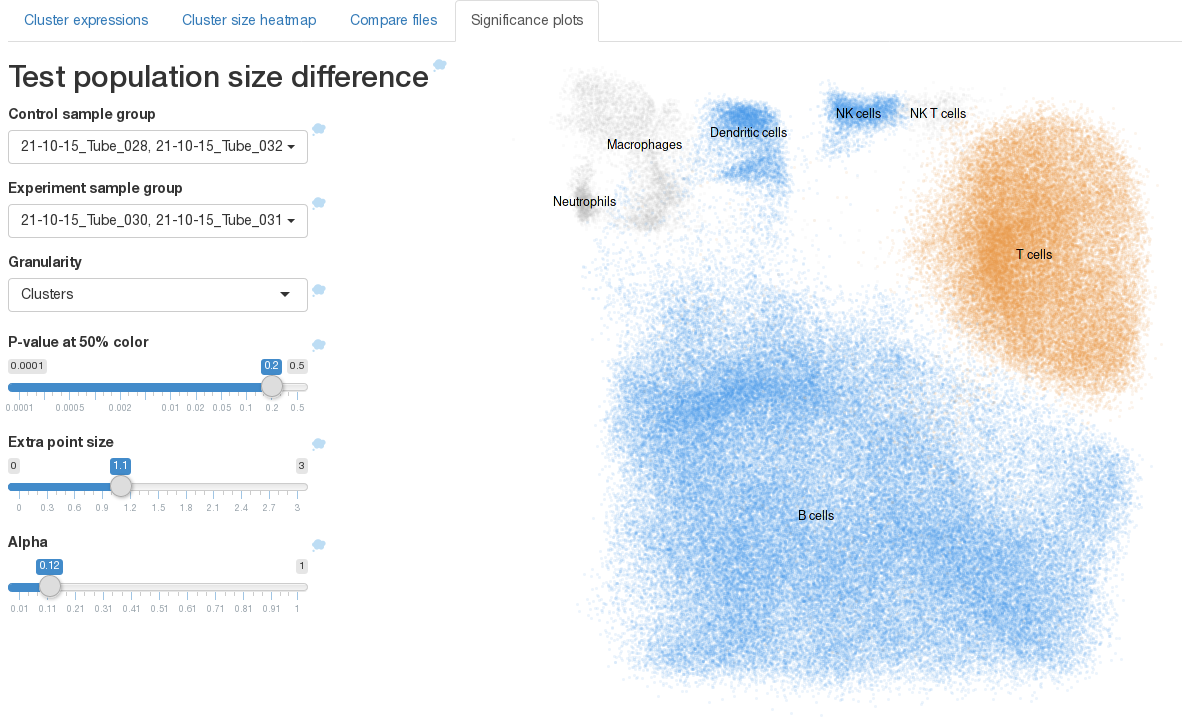 Cluster expressions Cluster size heatmap Compare files Significance plots
Test population size difference
Control sample group
21-10-15_Tube_028, 21-10-15_Tube_032
Experiment sample group
21-10-15_Tube_030, 21-10-15_Tube_031
Granularity
Clusters
P-value at 50% color
0.0001 0.2 0.5
0.0001 0.0005 0.002 0.01 0.02 0.05 0.1 0.2 0.5
Extra point size
0 1.1 3
0 0.3 0.6 0.9 1.2 1.5 1.8 2.1 2.4 2.7 3
Alpha
0.12 1
0.01 0.11 0.21 0.31 0.41 0.51 0.61 0.71 0.81 0.91 1
NK cells NK T cells
Dendritic cells
Macrophages
Neutrophils
T cells
B cells